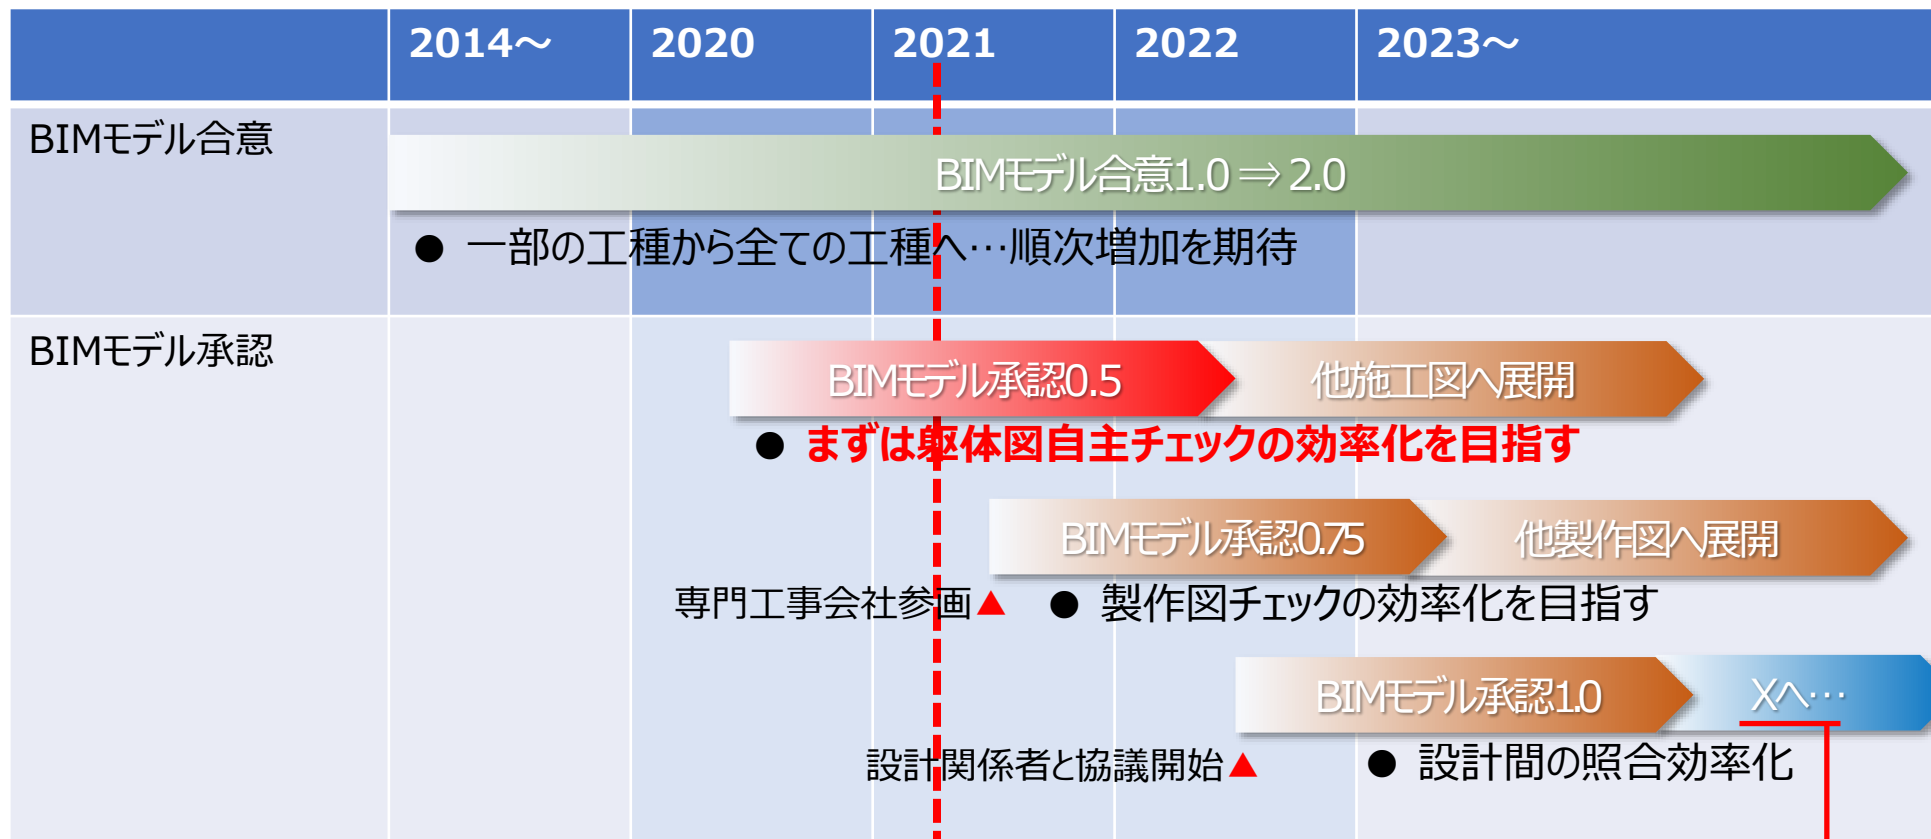 2014～ 2020 2021 2022 2023～
BIMモデル合意
BIMモデル合意1.0 ⇒ 2.0
● 一部の工種から全ての工種へ…順次増加を期待
BIMモデル承認
BIMモデル承認0.5 他施工図へ展開
● まずは躯体図自主チェックの効率化を目指す
BIMモデル承認0.75 他製作図へ展開
専門工事会社参画▲ ● 製作図チェックの効率化を目指す
BIMモデル承認1.0 Xへ…
設計関係者と協議開始▲ ● 設計間の照合効率化